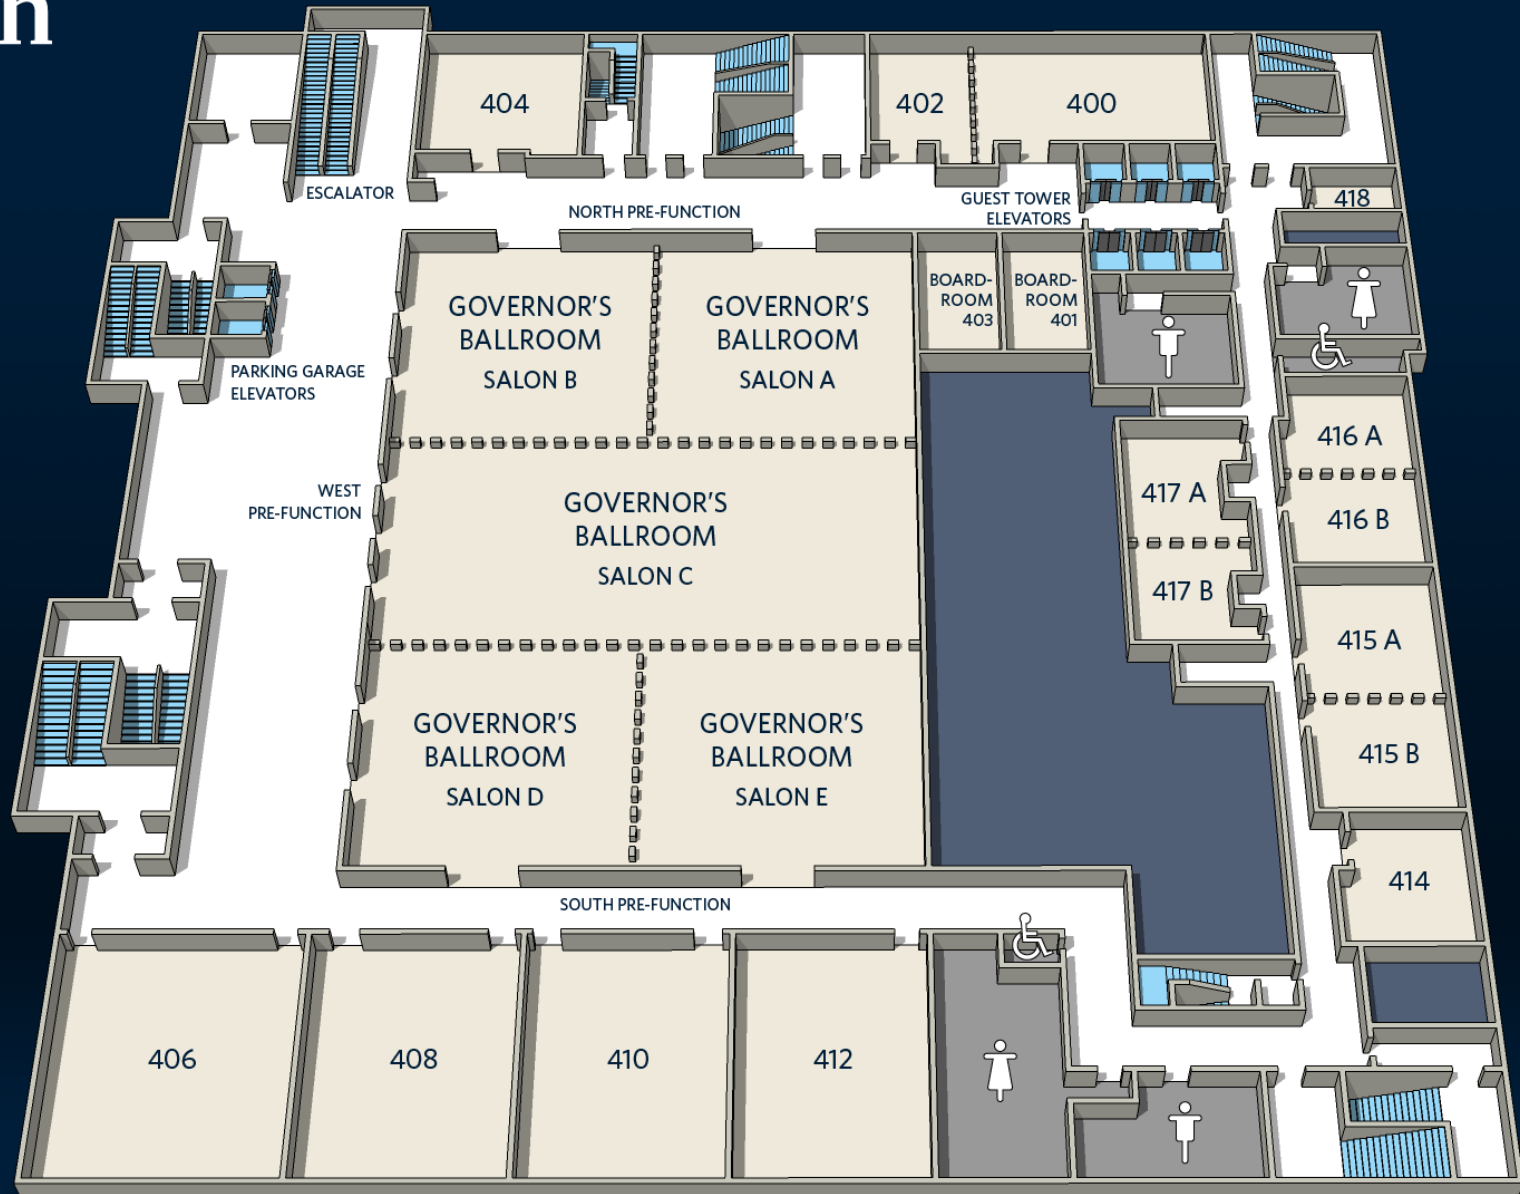 n
404
402
400
ESCALATOR
NORTH PRE-FUNCTION
GUEST TOWER
ELEVATORS
418
BOARD-
ROOM
403
BOARD-
ROOM
401
GOVERNOR'S
BALLROOM
SALON B
GOVERNOR'S
BALLROOM
SALON A
PARKING GARAGE
ELEVATORS
416 A
417 A
WEST
PRE-FUNCTION
GOVERNOR'S
BALLROOM
SALON C
416 B
417 B
415 A
GOVERNOR'S
BALLROOM
SALON D
GOVERNOR'S
BALLROOM
SALON E
415 B
414
SOUTH PRE-FUNCTION
406
408
410
412